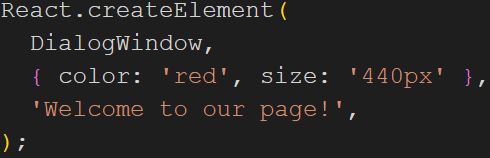 React.createElement(
  DialogWindow,
  { color: 'red', size: '440px' },
  'Welcome to our page!',
);